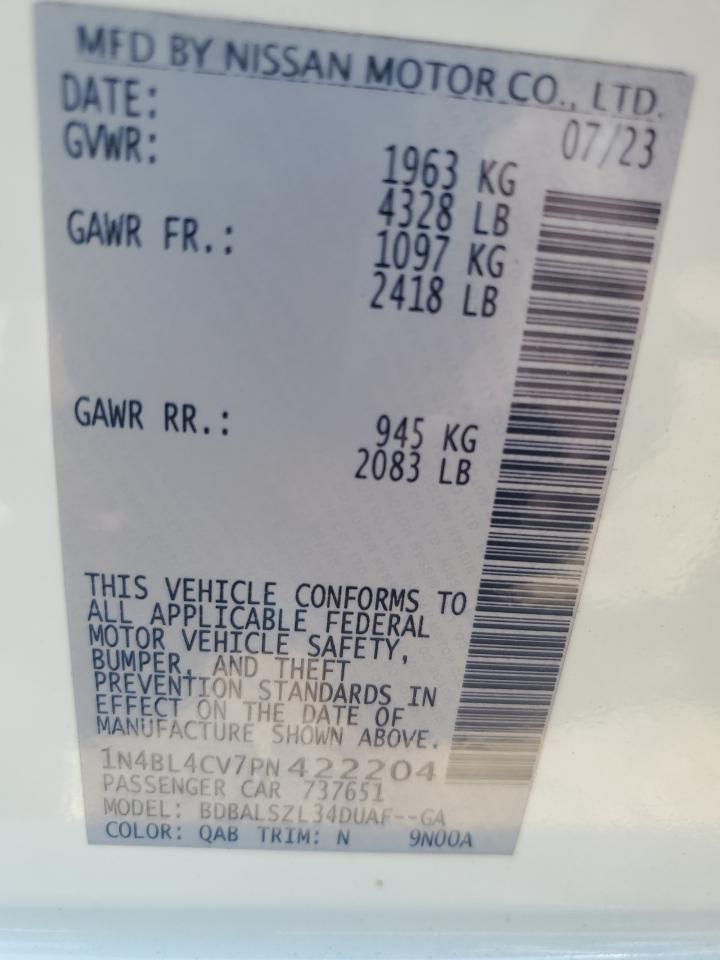 MFD BY NISSAN MOTOR CO., LTD.
DATE: 07/23
GVWR: 1963 KG
4328 LB
GAWR FR.: 1097 KG
2418 LB
GAWR RR.: 945 KG
2083 LB
THIS VEHICLE CONFORMS TO
ALL APPLICABLE FEDERAL
MOTOR VEHICLE SAFETY,
BUMPER, AND THEFT
PREVENTION STANDARDS IN
EFFECT ON THE DATE OF
MANUFACTURE SHOWN ABOVE.
1N4BL4CV7PN422204
PASSENGER CAR 737651
MODEL: BDBALSZL34DUAF--GA
COLOR: QAB TRIM: N 9N00A